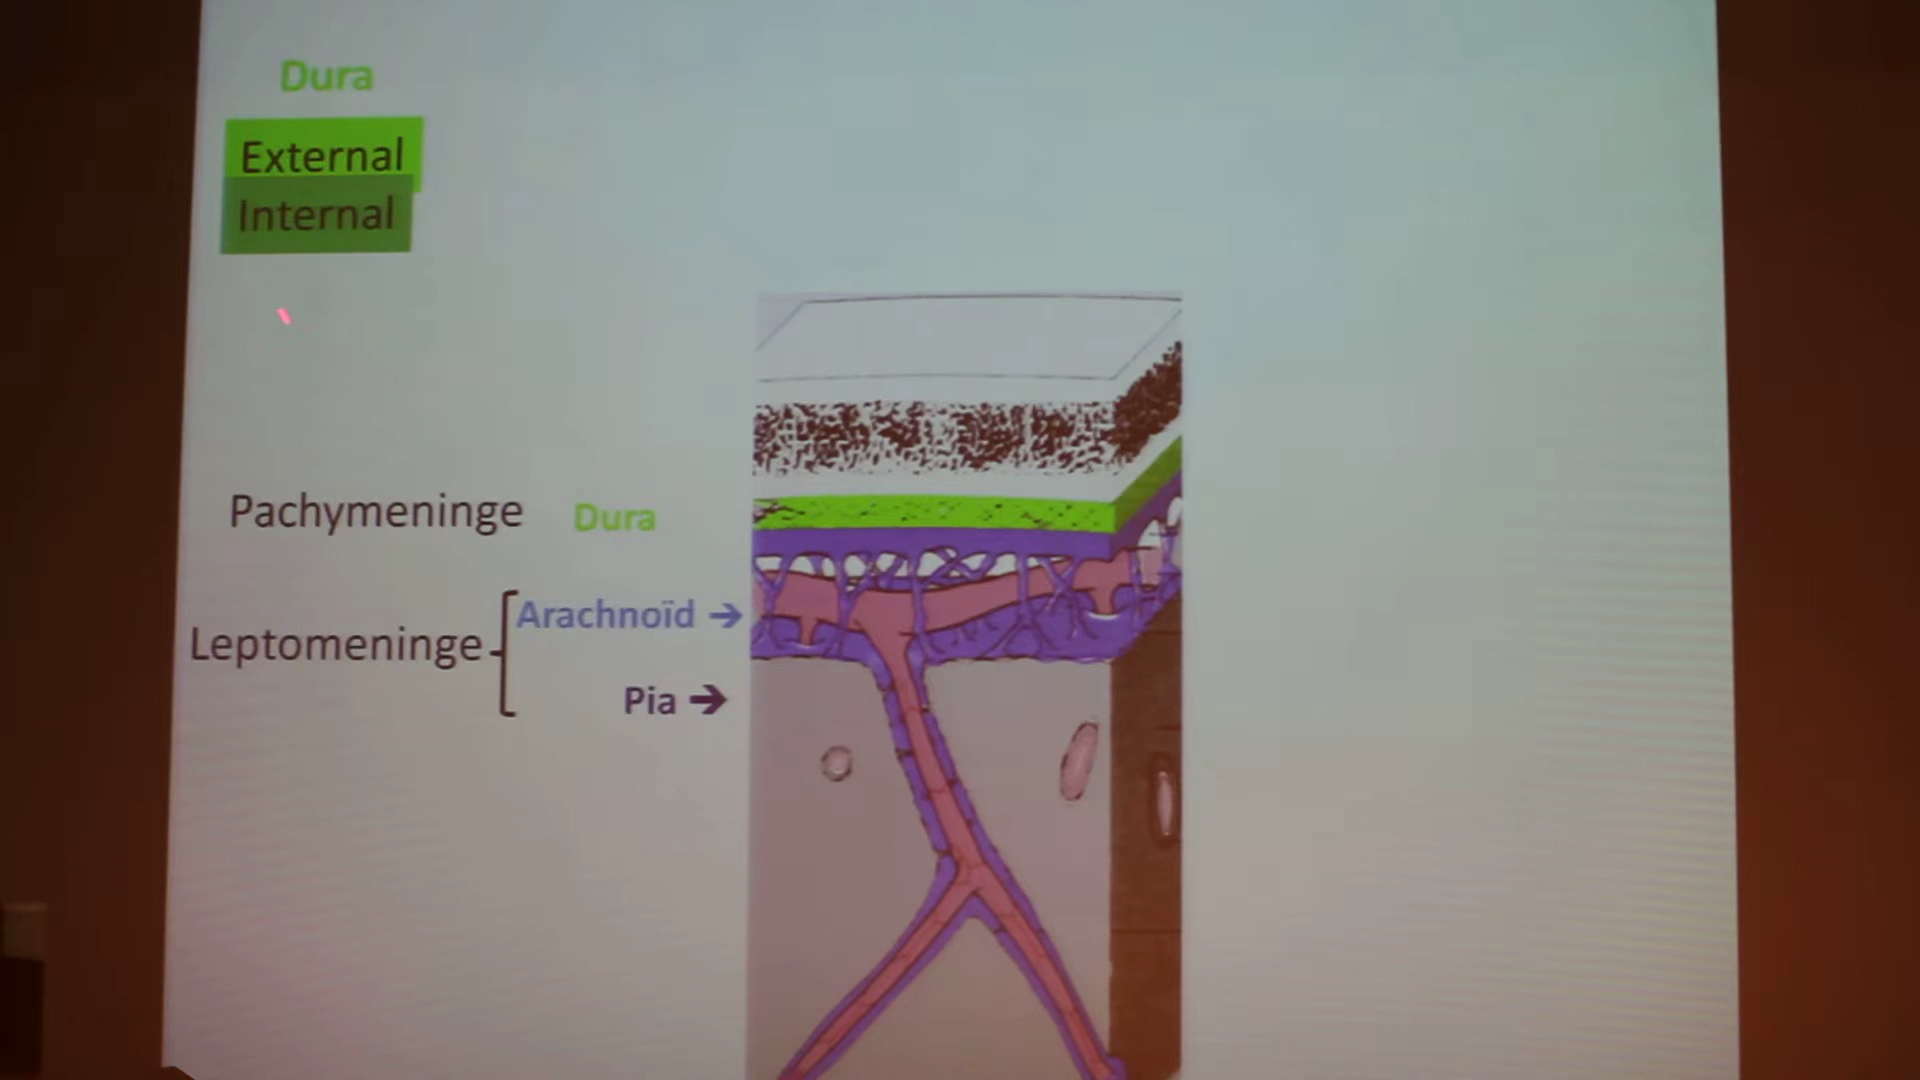 Dura
External
Internal
Pachymeninge
Dura
Arachnoïd →
Leptomeninge
Pia →